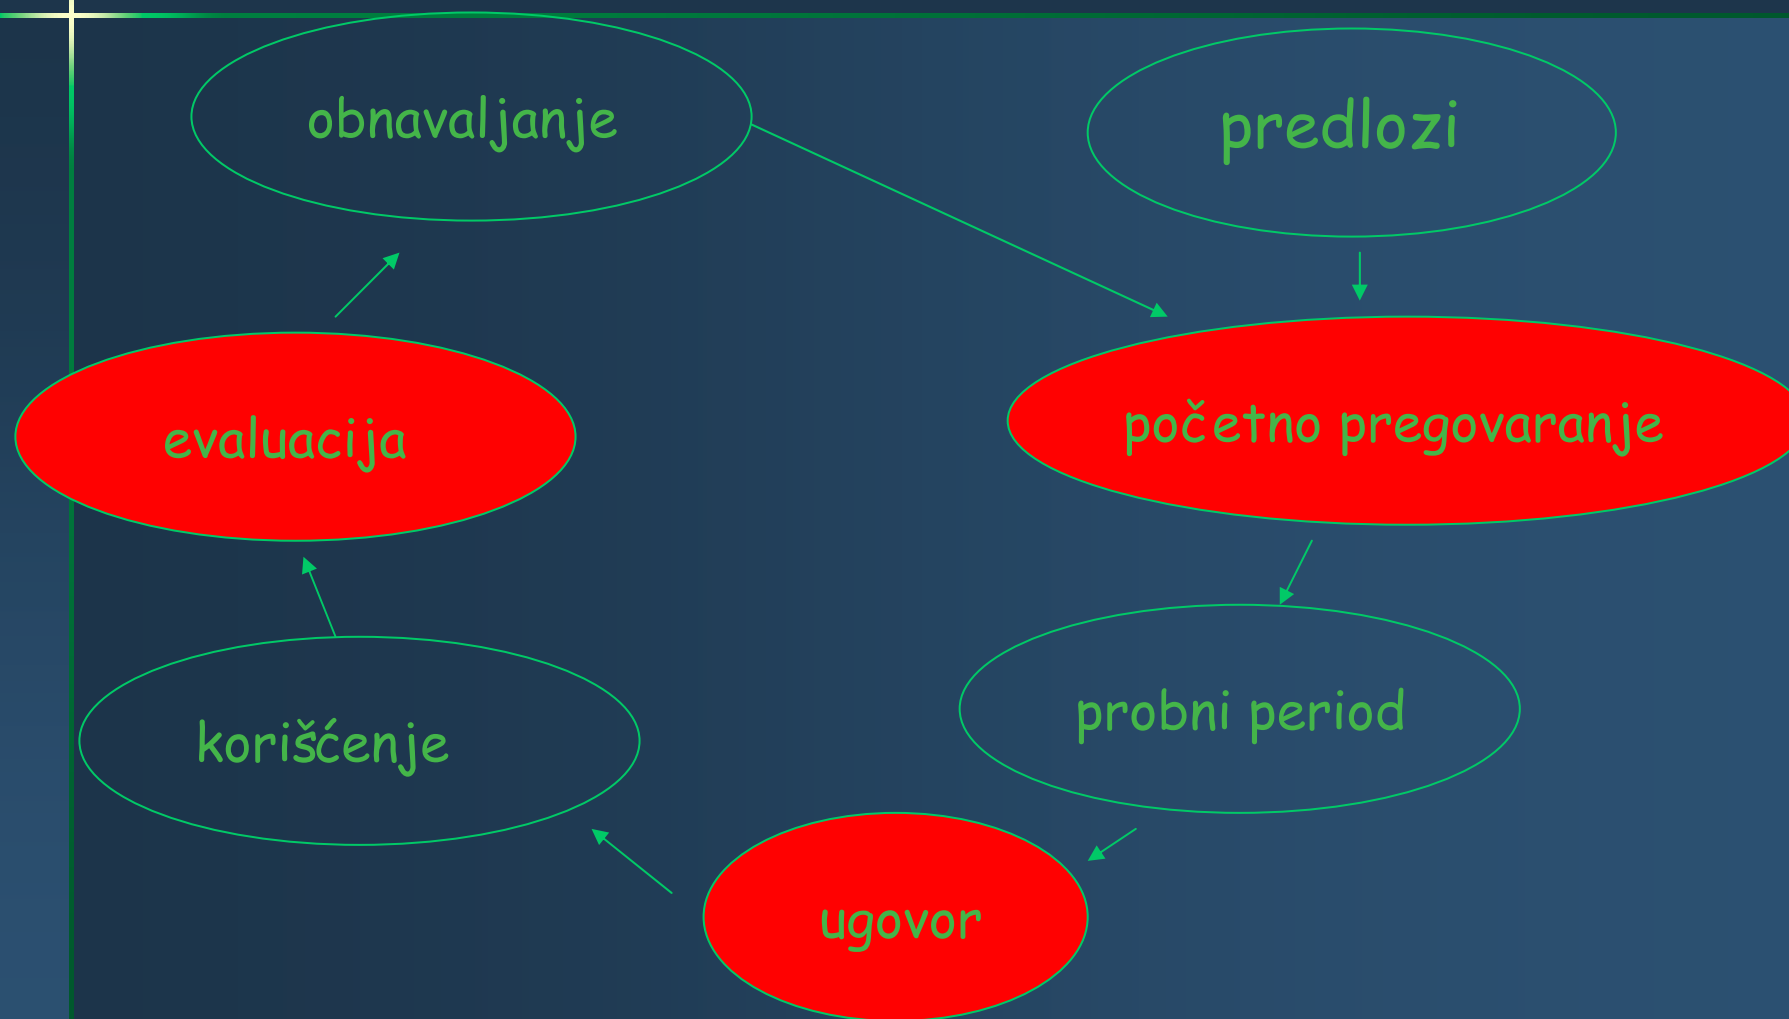 obnavaljanje
predlozi
evaluacija
početno pregovaranje
korišćenje
probni period
ugovor